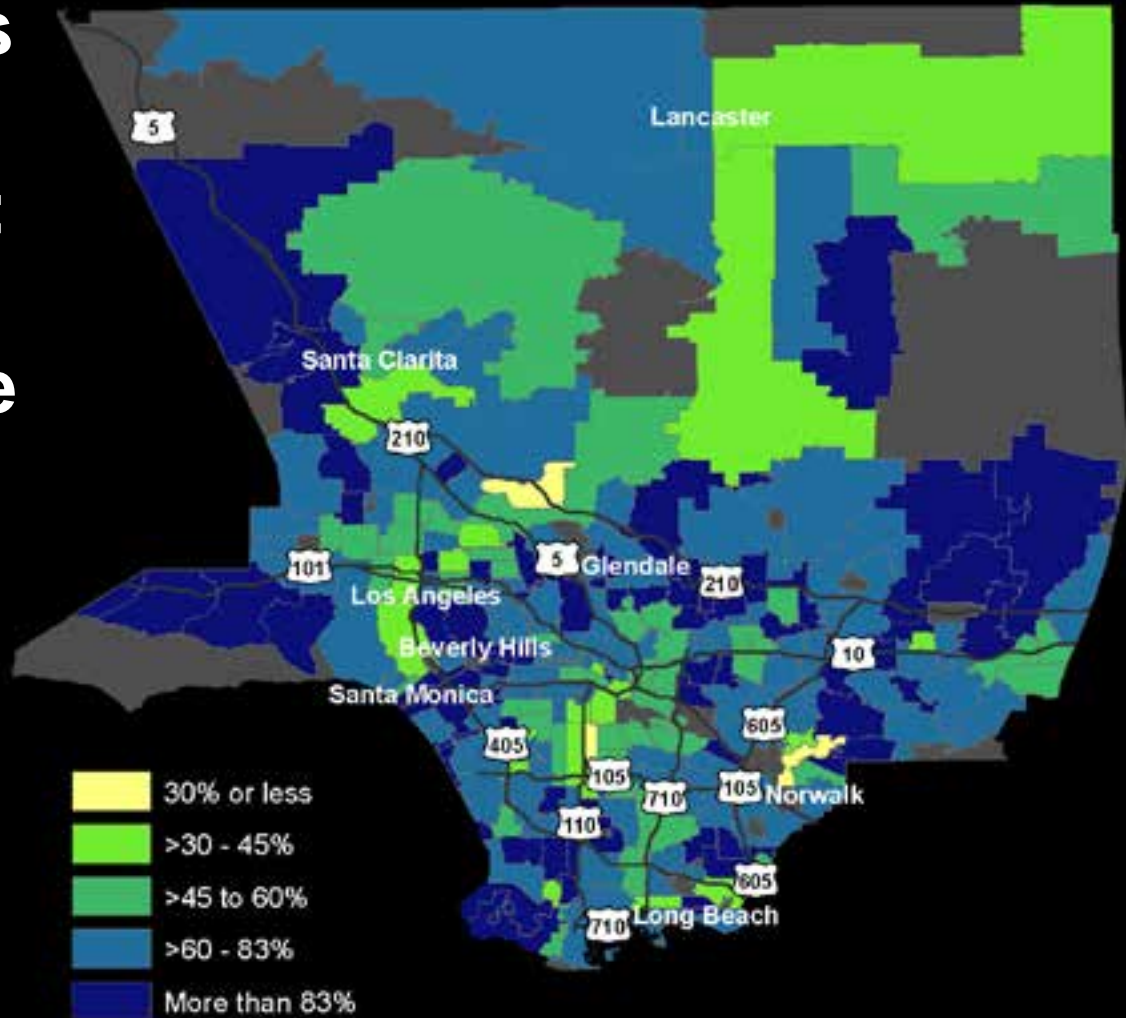 s
Lancaster
5
e
Santa Clarita
210
5
Glendale
101
210
Los Angeles
Beverly Hills
10
Santa Monica
605
405
105
105
710
Norwalk
110
605
Long Beach
710
30% or less
>30 - 45%
>45 to 60%
>60 - 83%
More than 83%